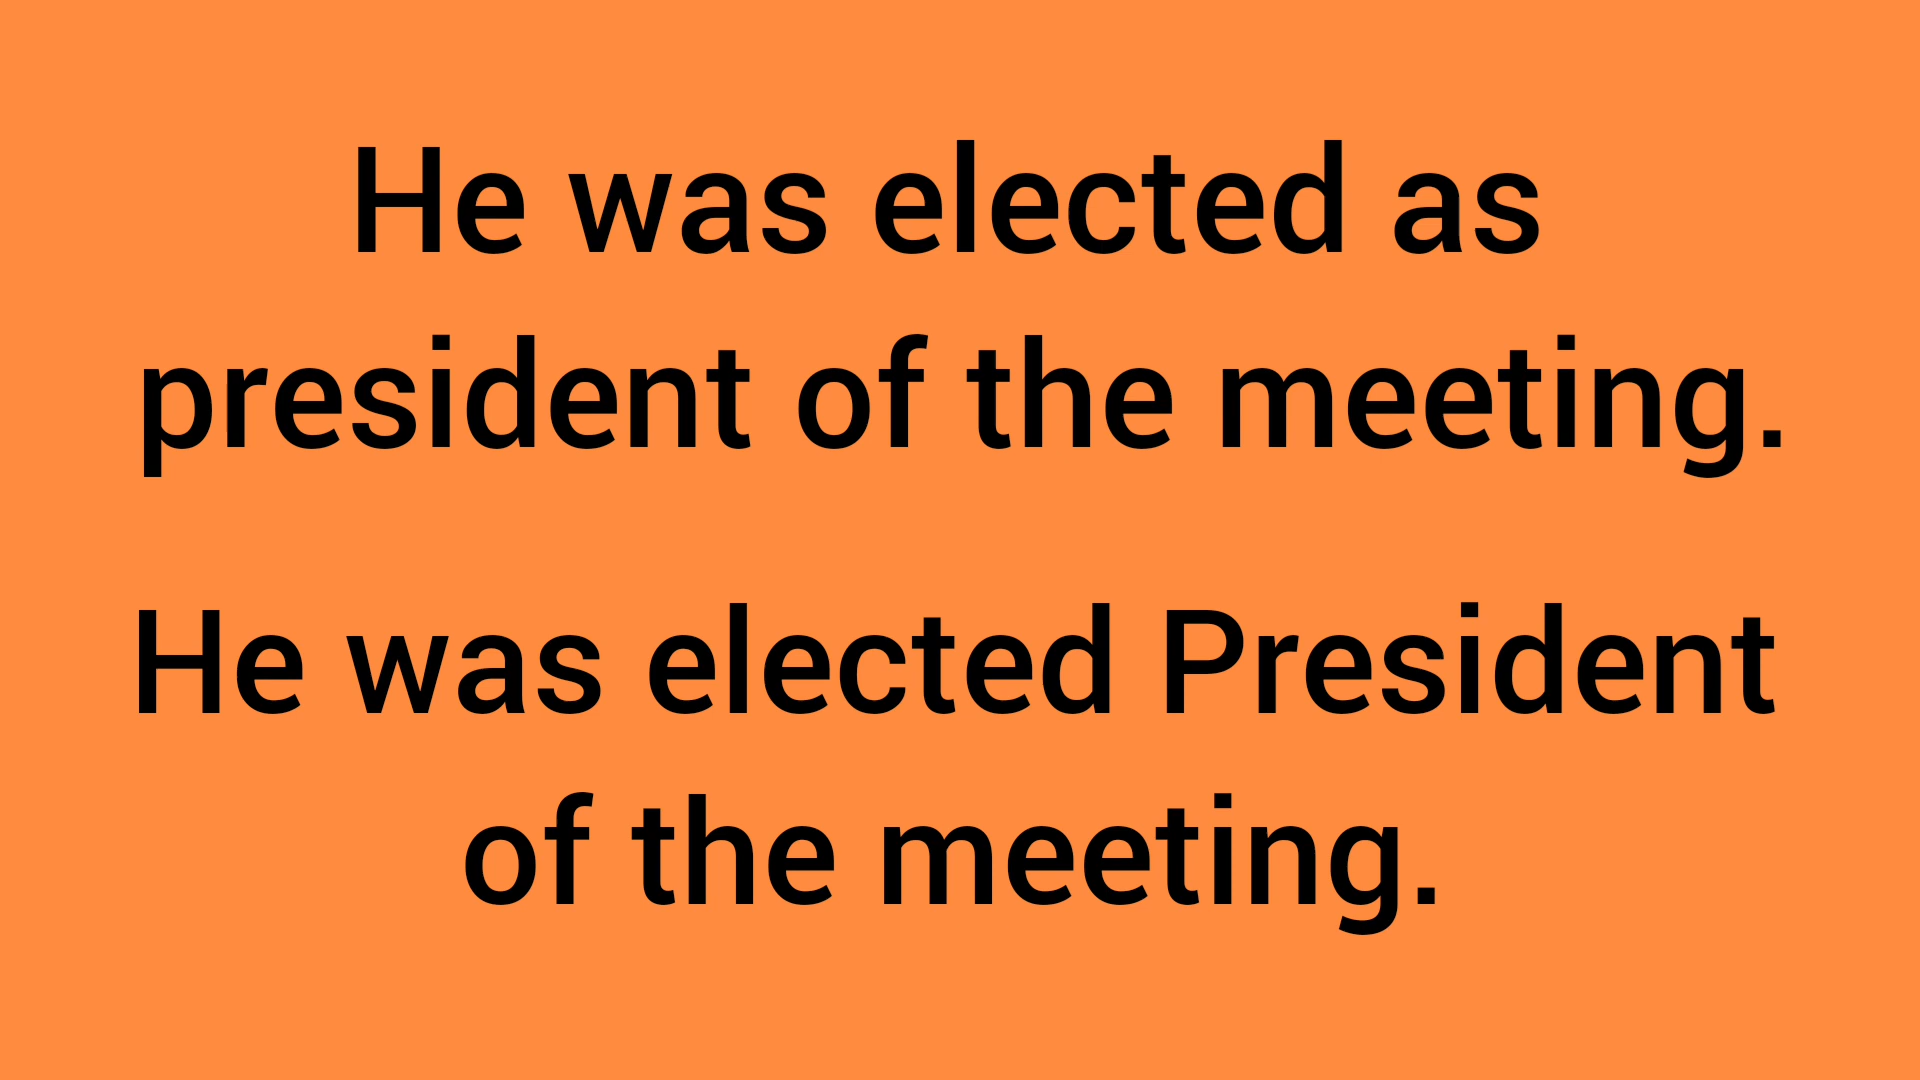 He was elected as
president of the meeting.
He was elected President
of the meeting.